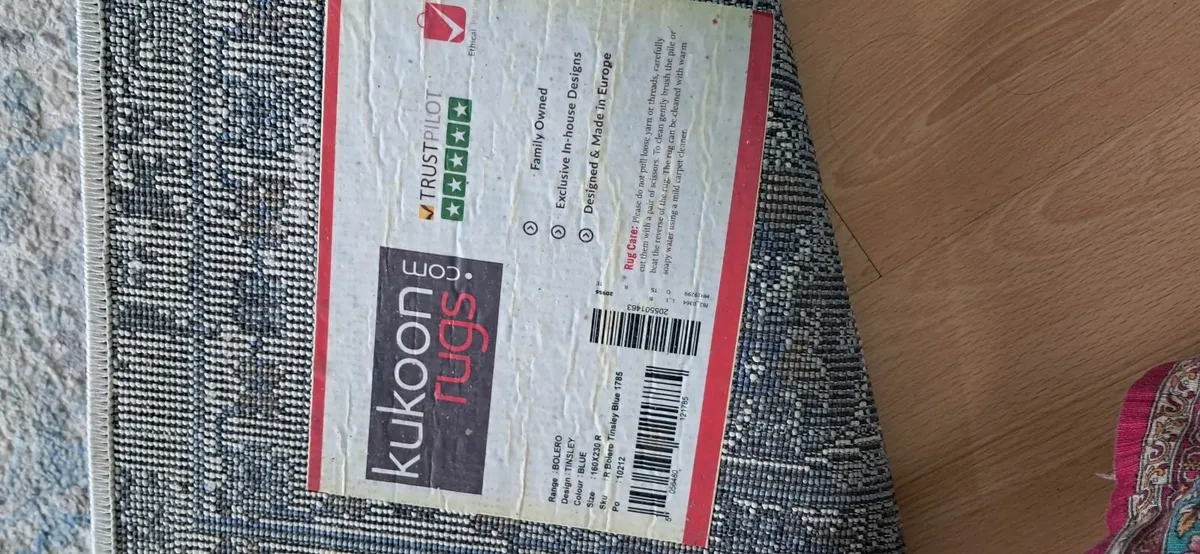 kukoon
rugs.com
TRUSTPILOT
Ethical
Family Owned
Exclusive In-house Designs
Designed & Made in Europe
Rug Care: Please do not pull loose yarn or threads, carefully
cut them with a pair of scissors. To clean gently brush the pile or
beat the reverse of the rug. The rug can be cleaned with warm
soapy water using a mild carpet cleaner.
Range : BOLERO
Design : TINSLEY
Colour : BLUE
Size : 160X230 R
Sku : R Bolero Tinsley Blue 1785
Po : 10212
205501463
121785